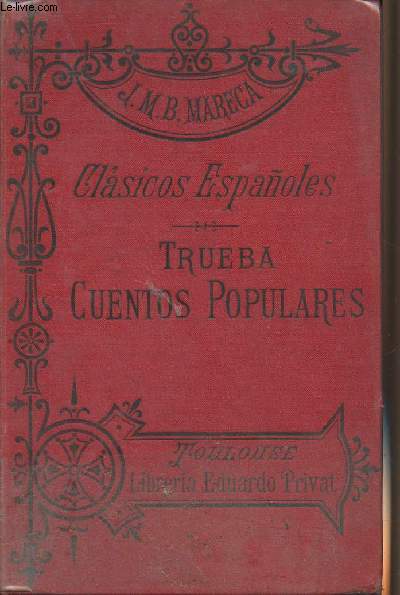 Le-livre.com
J. M. B. MARECA
Clásicos Españoles
TRUEBA
CUENTOS POPULARES
TOULOUSE
Librería Eduardo Privat